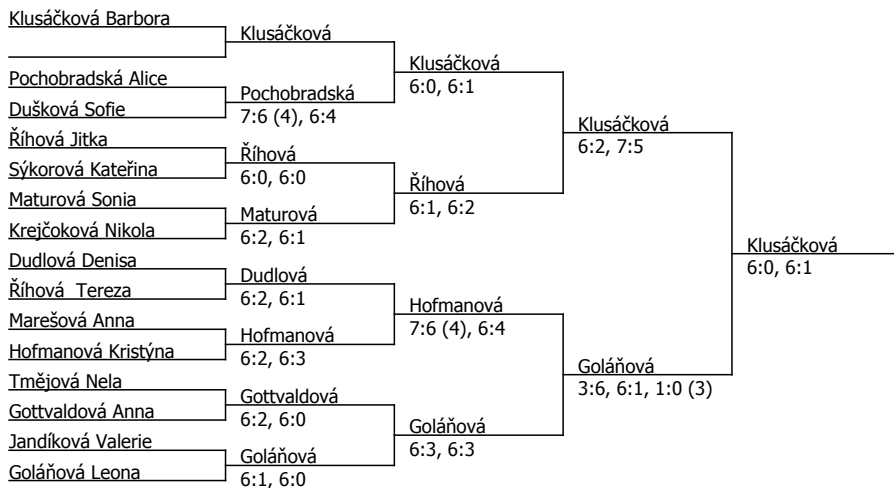 Klusáčková Barbora
Klusáčková
Klusáčková
6:0, 6:1
Pochobradská Alice
Pochobradská
7:6 (4), 6:4
Dušková Sofie
Klusáčková
6:2, 7:5
Říhová Jitka
Říhová
6:0, 6:0
Sýkorová Kateřina
Říhová
6:1, 6:2
Maturová Sonia
Maturová
6:2, 6:1
Krejčoková Nikola
Klusáčková
6:0, 6:1
Dudlová Denisa
Dudlová
6:2, 6:1
Říhová  Tereza
Hofmanová
7:6 (4), 6:4
Marešová Anna
Hofmanová
6:2, 6:3
Hofmanová Kristýna
Goláňová
3:6, 6:1, 1:0 (3)
Tmějová Nela
Gottvaldová
6:2, 6:0
Gottvaldová Anna
Goláňová
6:3, 6:3
Jandíková Valerie
Goláňová
6:1, 6:0
Goláňová Leona